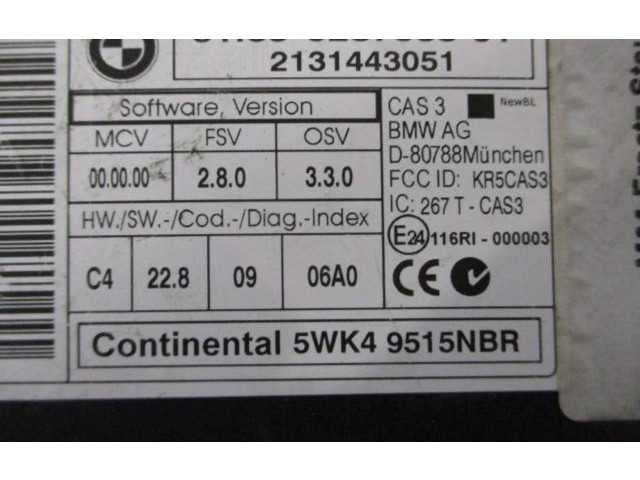 2131443051
Software, Version
MCV FSV OSV
00.00.00 2.8.0 3.3.0
HW./SW.-/Cod.-/Diag.-Index
C4 22.8 09 06A0
CAS 3 NewBL
BMW AG
D-80788München
FCC ID: KR5CAS3
IC: 267 T - CAS3
E24 116RI - 000003
CE
Continental 5WK4 9515NBR